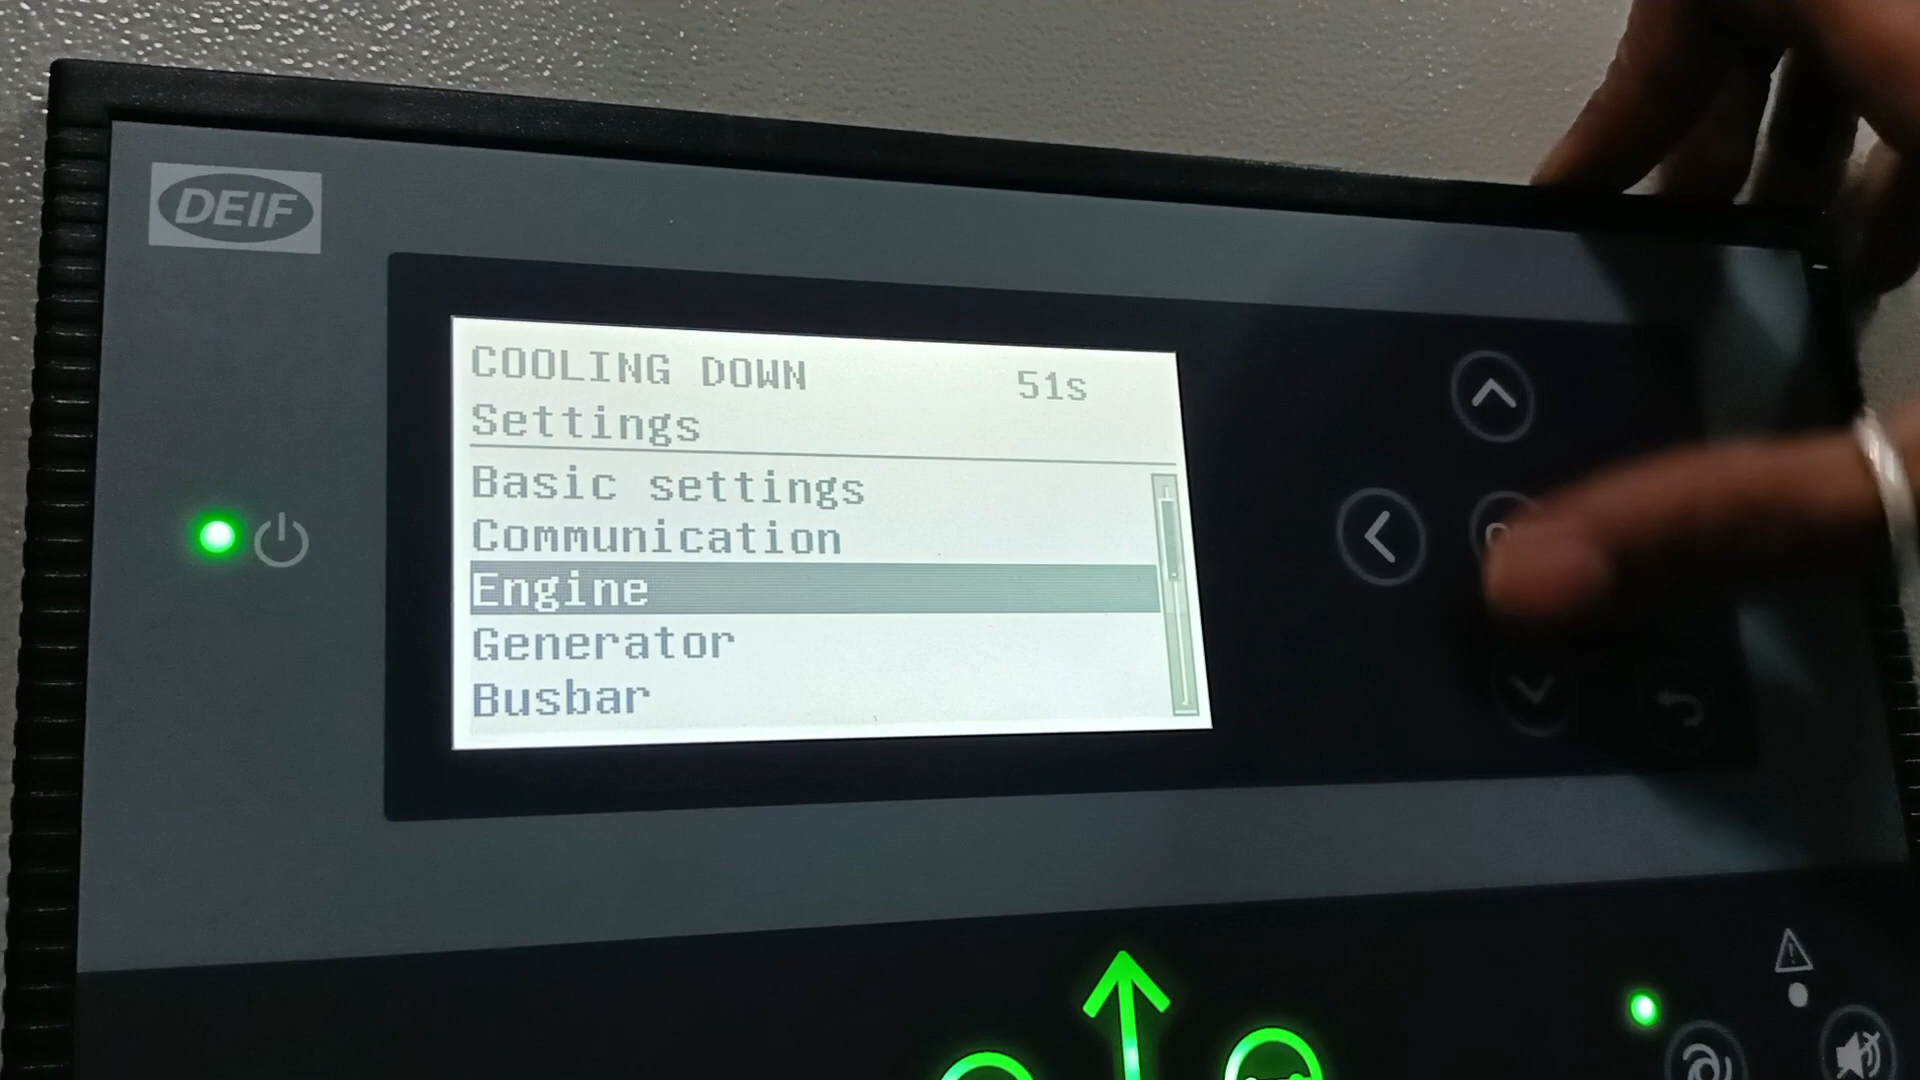 DEIF
COOLING DOWN 51s
Settings
Basic settings
Communication
Engine
Generator
Busbar